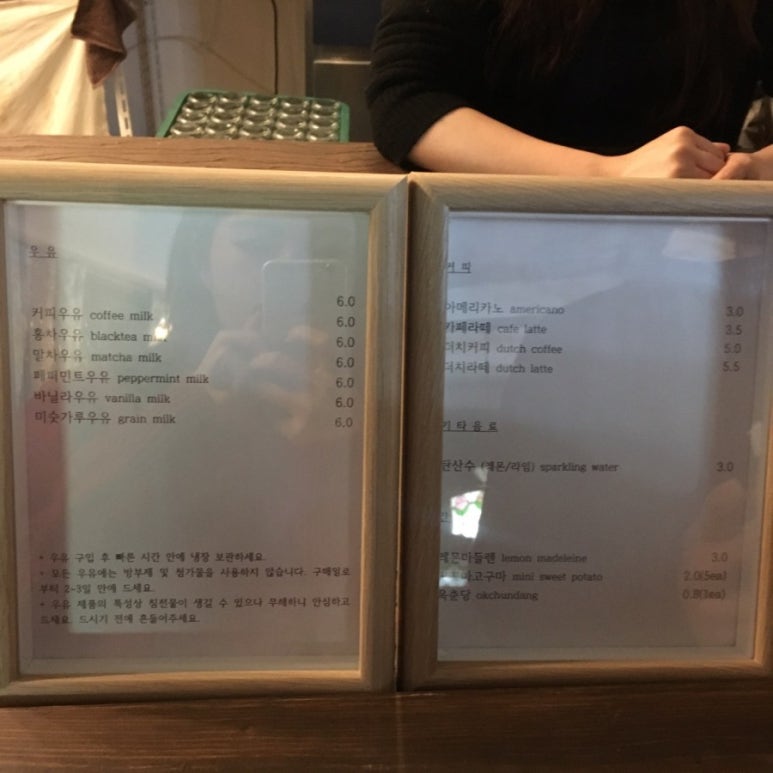 우 유
커피우유 coffee milk 6.0
홍차우유 blacktea milk 6.0
말차우유 matcha milk 6.0
페퍼민트우유 peppermint milk 6.0
바닐라우유 vanilla milk 6.0
미숫가루우유 grain milk 6.0
+ 우유 구입 후 빠른 시간 안에 냉장 보관하세요.
+ 모든 우유에는 방부제 및 첨가물을 사용하지 않습니다. 구매일로
부터 2-3일 안에 드세요.
+ 우유 제품의 특성상 침전물이 생길 수 있으나 무해하니 안심하고
드세요. 드시기 전에 흔들어주세요.
커 피
아메리카노 americano 3.0
카페라떼 cafe latte 3.5
더치커피 dutch coffee 5.0
더치라떼 dutch latte 5.5
기 타 음 료
탄산수 (레몬/라임) sparkling water 3.0
레몬마들렌 lemon madeleine 3.0
mini sweet potato 2.0(5ea)
옥춘당 okchundang 0.8(1ea)